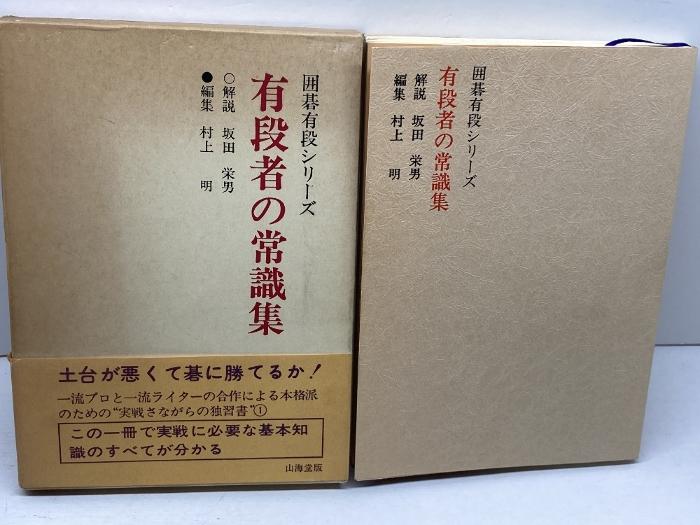 囲碁有段シリーズ
有段者の常識集
○解説 坂田 栄男
●編集 村上 明
土台が悪くて碁に勝てるか!
一流プロと一流ライターの合作による本格派
のための“実戦さながらの独習書”①
この一冊で実戦に必要な基本知
識のすべてが分かる
山海堂版
囲碁有段シリーズ
有段者の常識集
解説 坂田 栄男
編集 村上 明